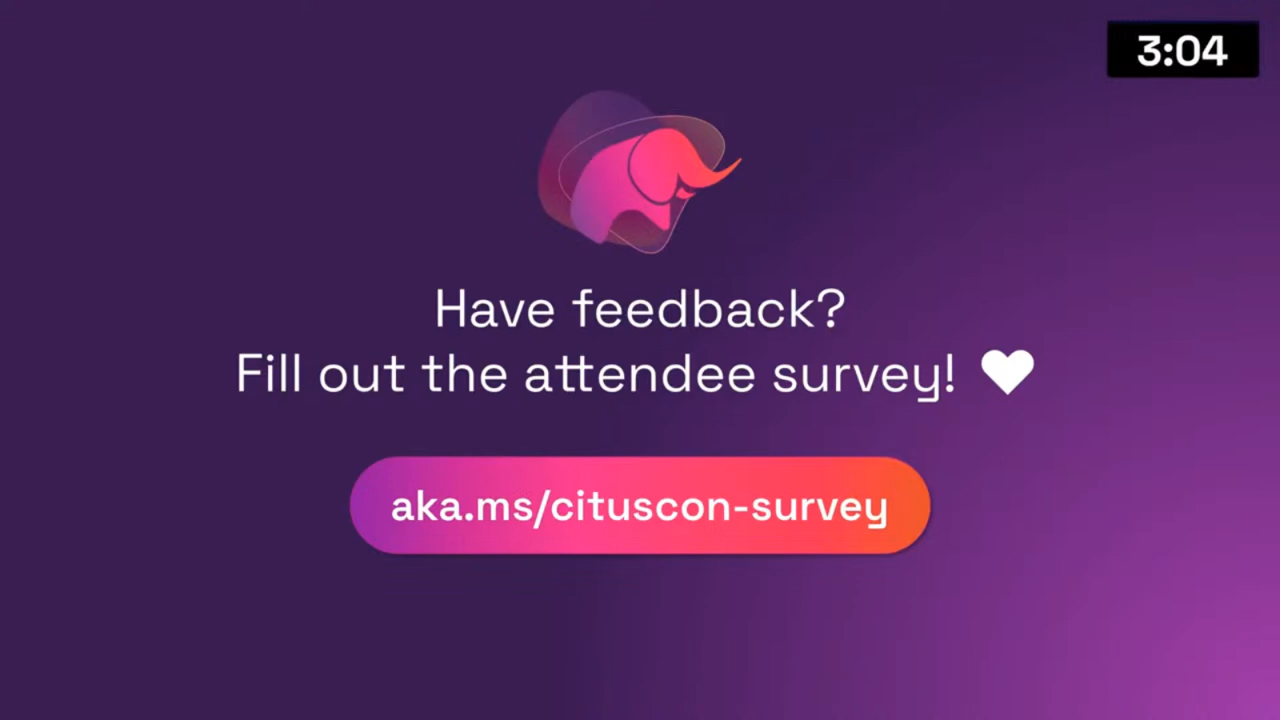 3:04
Have feedback?
Fill out the attendee survey! ♥
aka.ms/cituscon-survey